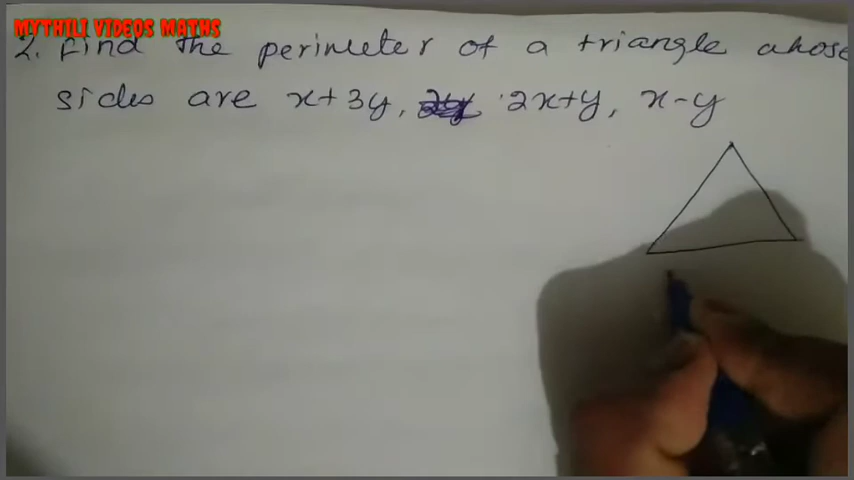 MYTHILI VIDEOS MATHS
2. Find the perimeter of a triangle whose
sides are x+3y, 2x+y, x-y